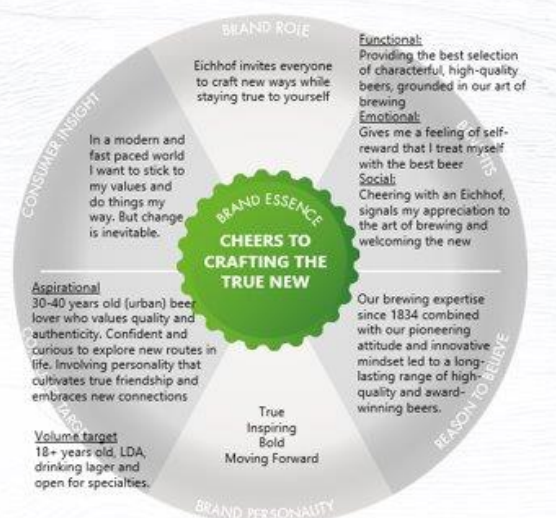 BRAND ROLE
Eichhof invites everyone
to craft new ways while
staying true to yourself
Functional:
Providing the best selection
of characterful, high-quality
beers, grounded in our art of
brewing
Emotional:
Gives me a feeling of self-
reward that I treat myself
with the best beer
Social:
Cheering with an Eichhof,
signals my appreciation to
the art of brewing and
welcoming the new
CONSUMER INSIGHT
In a modern and
fast paced world
I want to stick to
my values and
do things my
way. But change
is inevitable.
BRAND ESSENCE
CHEERS TO
CRAFTING THE
TRUE NEW
Aspirational
30-40 years old (urban) beer
lover who values quality and
authenticity. Confident and
curious to explore new routes in
life. Involving personality that
cultivates true friendship and
embraces new connections
Volume target
18+ years old, LDA,
drinking lager and
open for specialties.
Our brewing expertise
since 1834 combined
with our pioneering
attitude and innovative
mindset led to a long-
lasting range of high-
quality and award-
winning beers.
REASON TO BELIEVE
True
Inspiring
Bold
Moving Forward
BRAND PERSONALITY